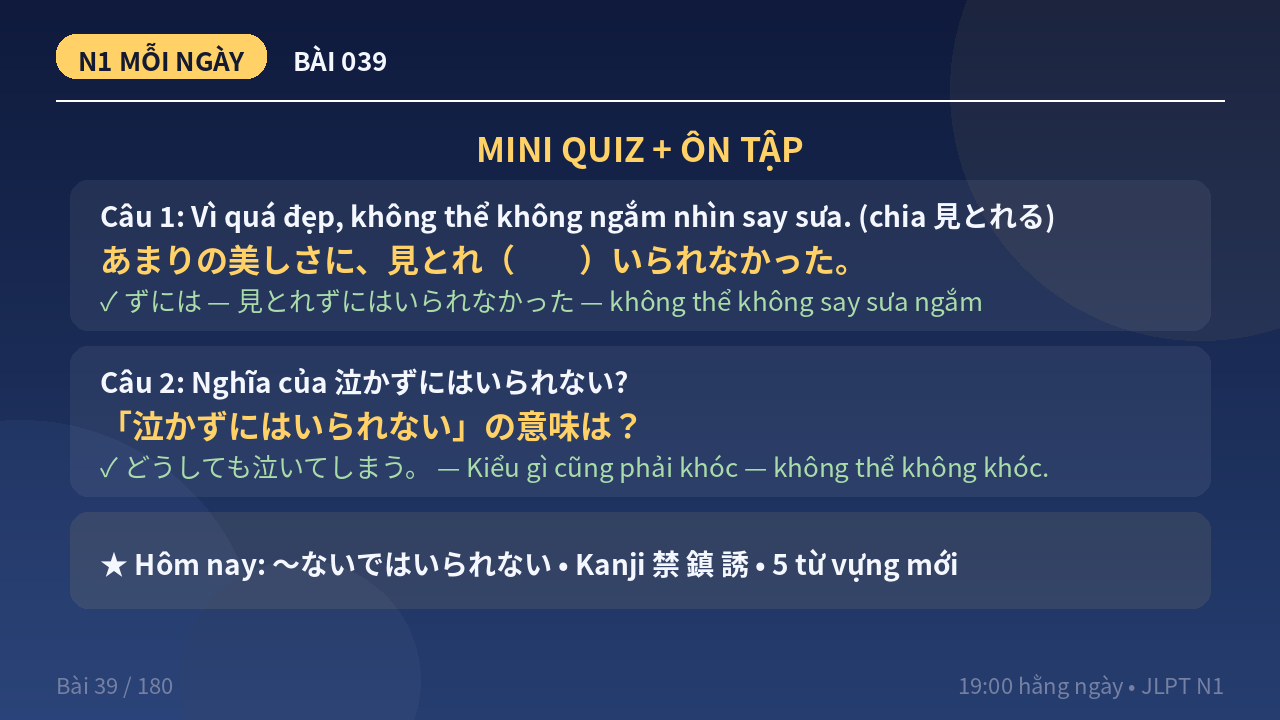 N1 MỖI NGÀY
BÀI 039
MINI QUIZ + ÔN TẬP
Câu 1: Vì quá đẹp, không thể không ngắm nhìn say sưa. (chia 見とれる)
あまりの美しさに、見とれ（　　）いられなかった。
✓ ずには — 見とれずにはいられなかった — không thể không say sưa ngắm
Câu 2: Nghĩa của 泣かずにはいられない?
「泣かずにはいられない」の意味は？
✓ どうしても泣いてしまう。 — Kiểu gì cũng phải khóc — không thể không khóc.
★ Hôm nay: 〜ないではいられない • Kanji 禁 鎮 誘 • 5 từ vựng mới
Bài 39 / 180
19:00 hằng ngày • JLPT N1